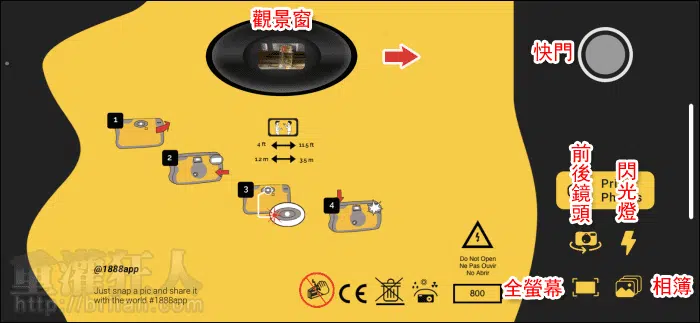 觀景窗
快門
1
2
4 ft
11.5 ft
1.2 m
3.5 m
3
4
前後鏡頭
閃光燈
Pri
Ph
s
Do Not Open
Ne Pas Ouvir
No Abrir
@1888app
Just snap a pic and share it
with the world #1888app
CE
800
全螢幕
相簿
重灌狂人
http://briian.com